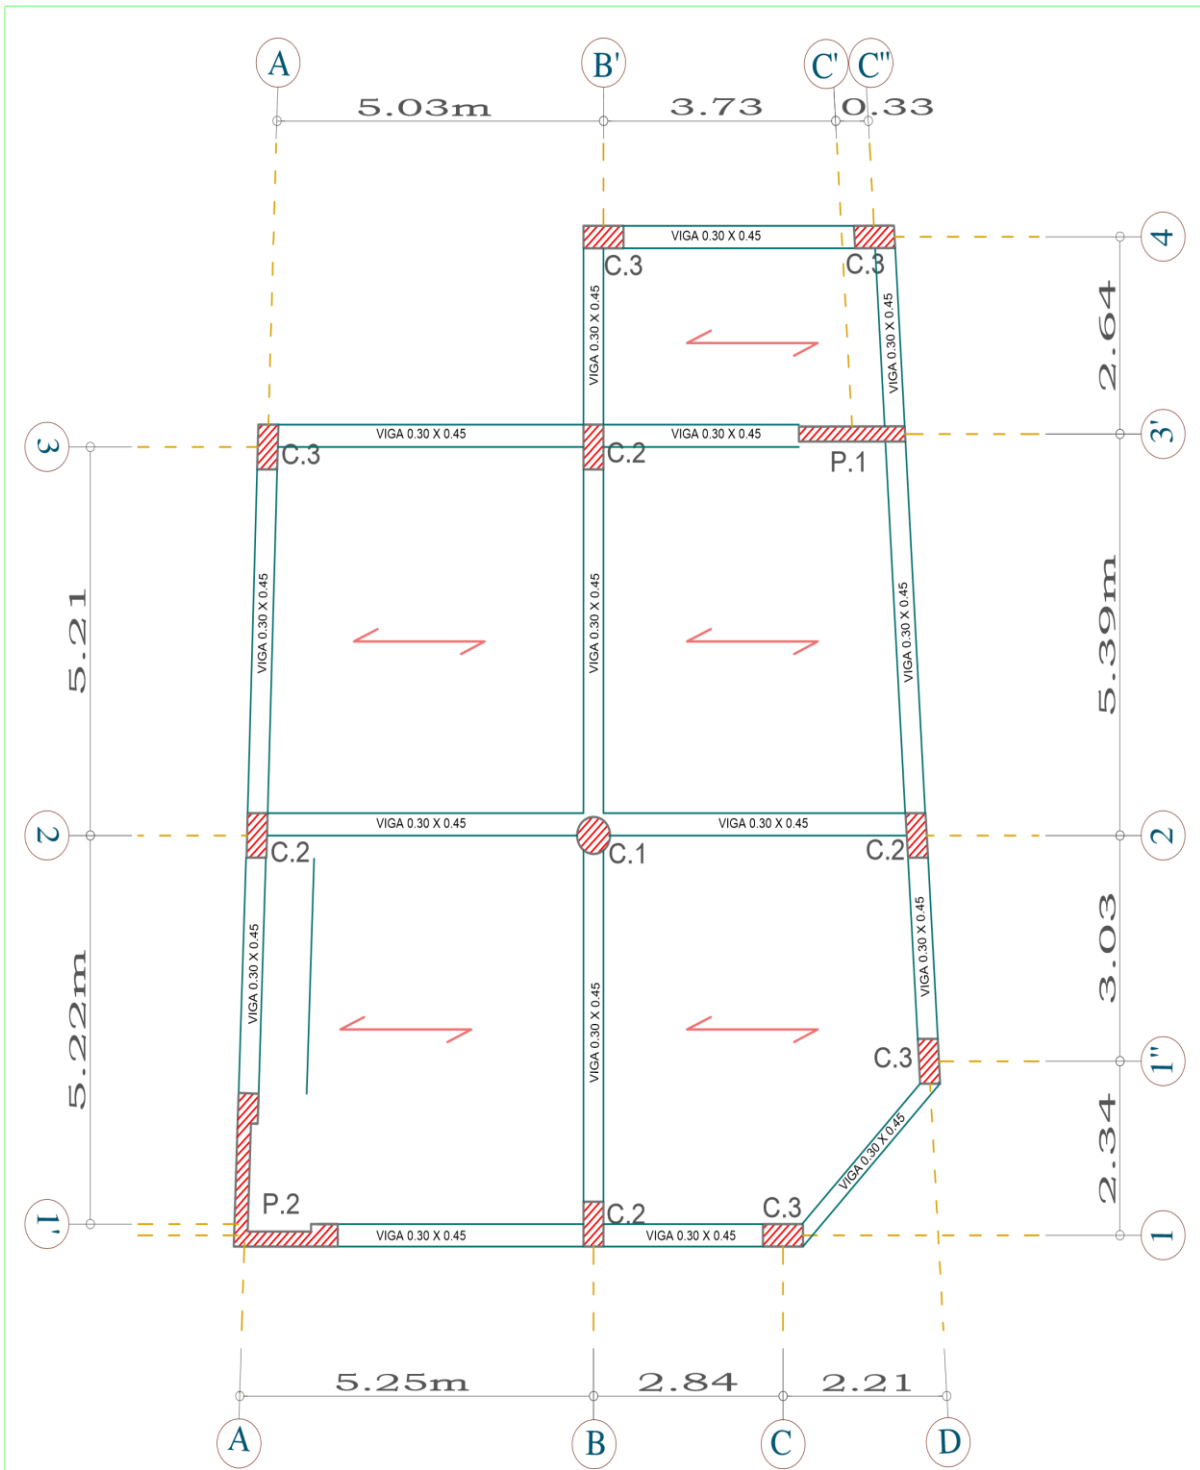 A
B'
C'
C"
5.03m
3.73
0.33
VIGA 0.30 X 0.45
4
C.3
C.3
VIGA 0.30 X 0.45
VIGA 0.30 X 0.45
2.64
3
VIGA 0.30 X 0.45
VIGA 0.30 X 0.45
3'
C.3
C.2
P.1
5.21
VIGA 0.30 X 0.45
VIGA 0.30 X 0.45
VIGA 0.30 X 0.45
5.39m
2
VIGA 0.30 X 0.45
VIGA 0.30 X 0.45
2
C.2
C.1
C.2
5.22m
VIGA 0.30 X 0.45
VIGA 0.30 X 0.45
VIGA 0.30 X 0.45
3.03
C.3
1"
VIGA 0.30 X 0.45
2.34
P.2
C.2
C.3
1'
VIGA 0.30 X 0.45
VIGA 0.30 X 0.45
1
5.25m
2.84
2.21
A
B
C
D